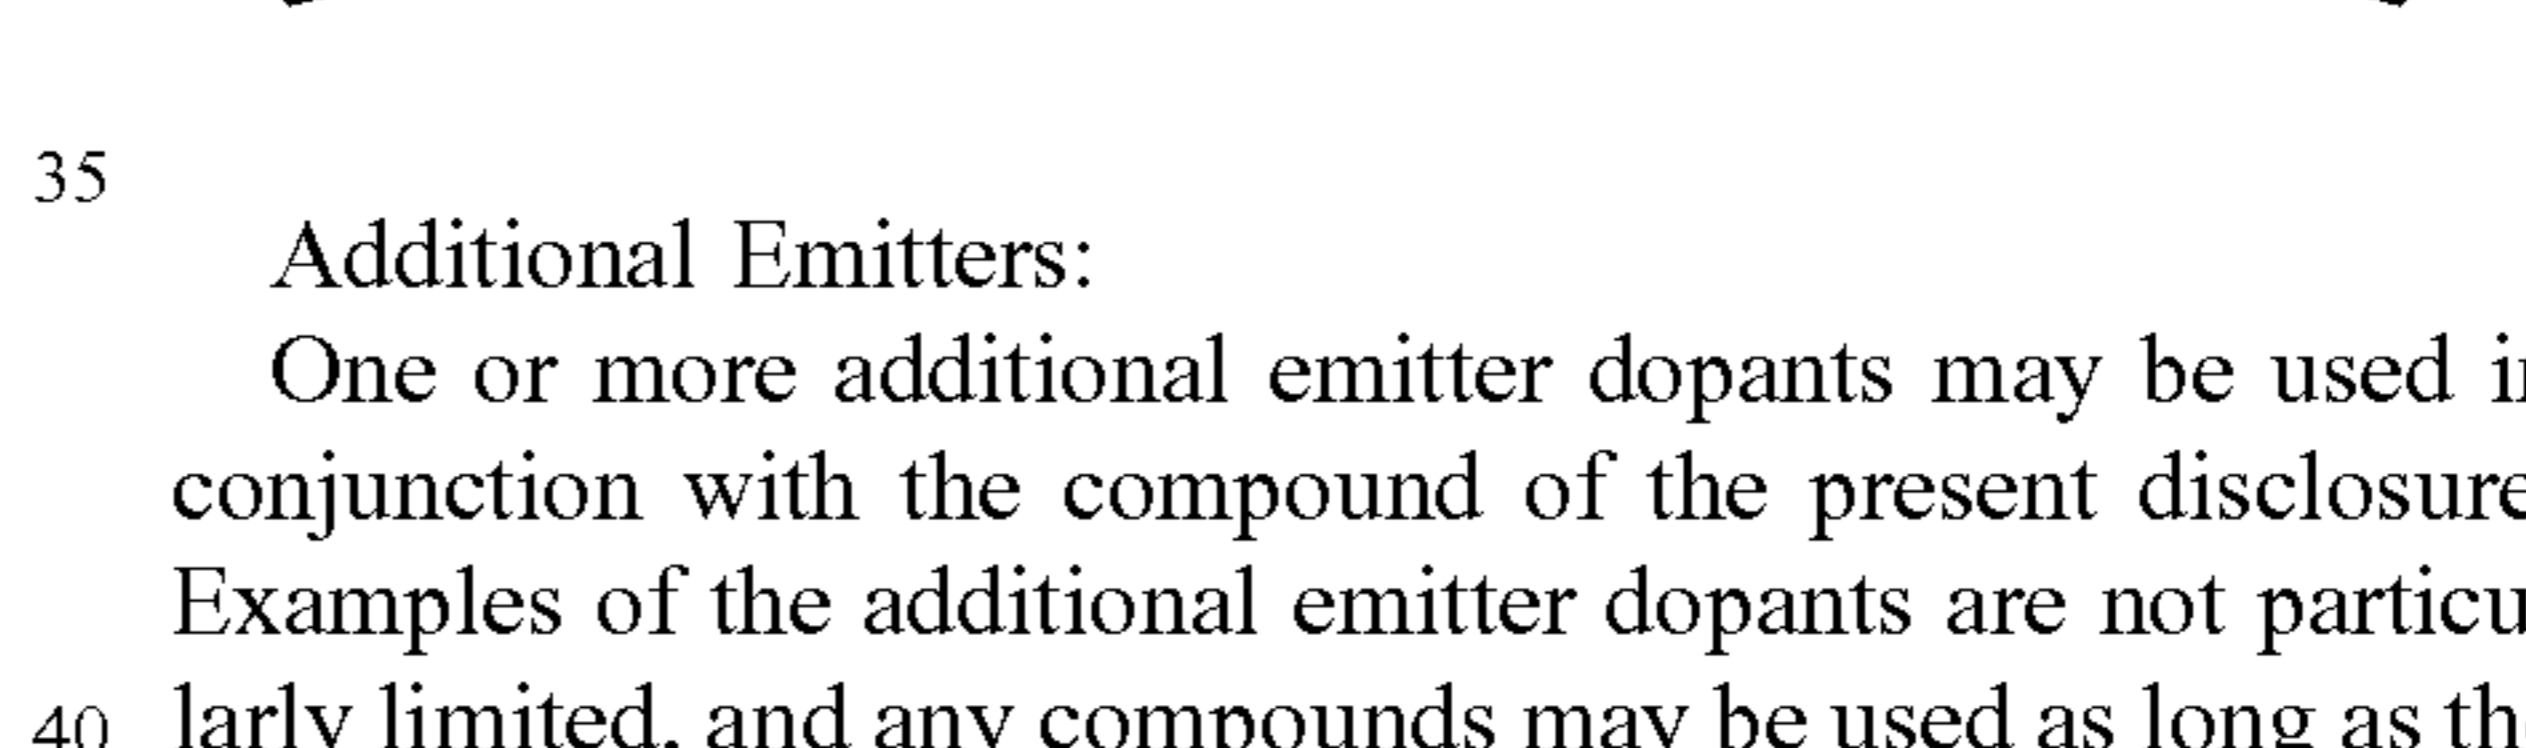 35
Additional Emitters:
One or more additional emitter dopants may be used
conjunction with the compound of the present disclosure
Examples of the additional emitter dopants are not particu
40 larly limited, and any compounds may be used as long as